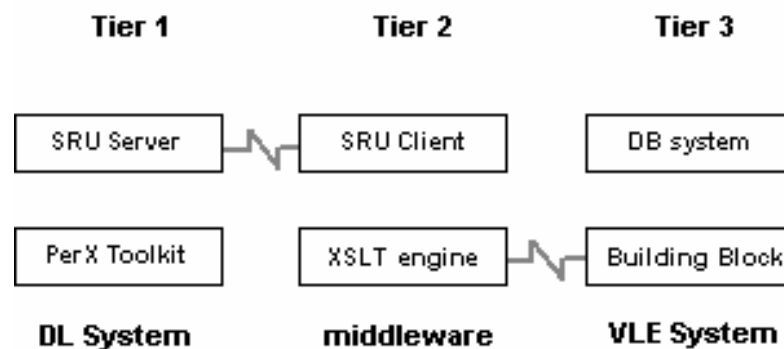 Tier 1 Tier 2 Tier 3
SRU Server SRU Client DB system
PerX Toolkit XSLT engine Building Block
DL System middleware VLE System